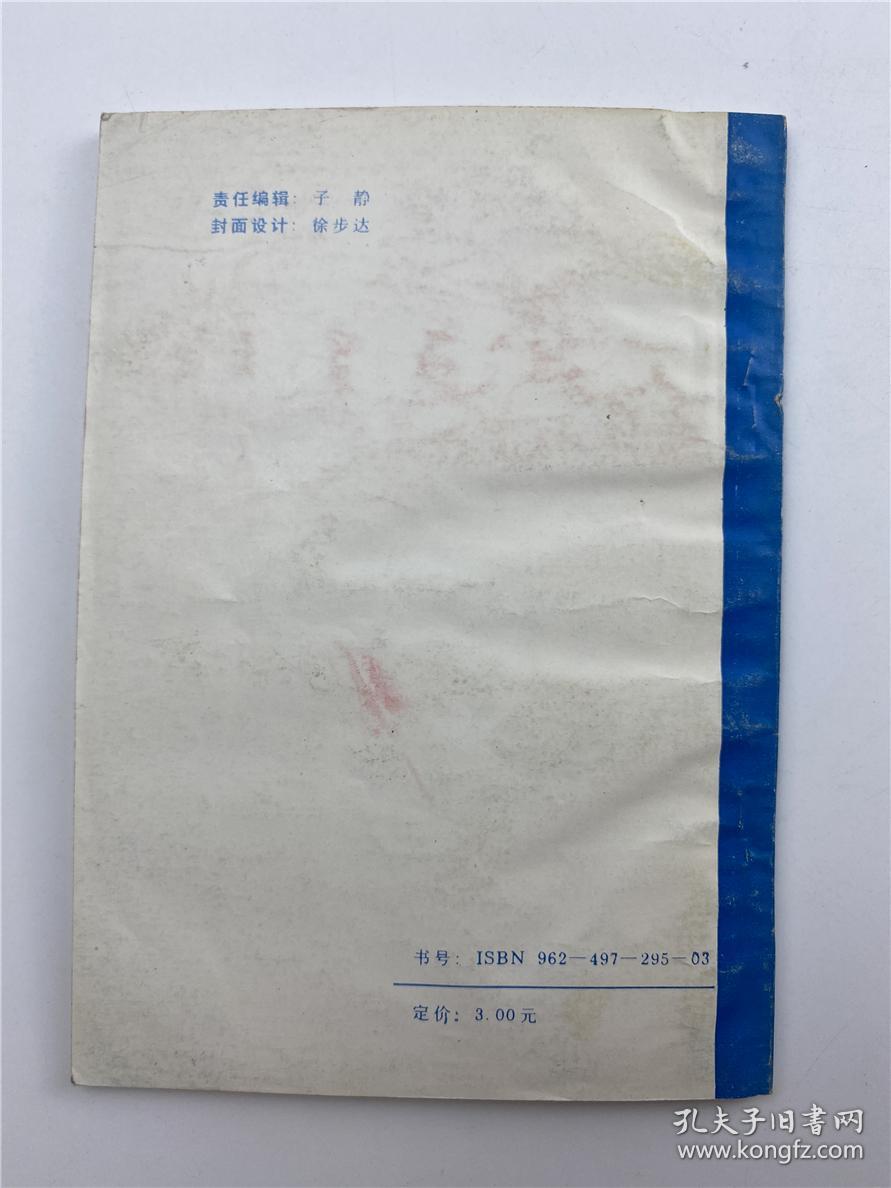 责任编辑：子　静
封面设计：徐步达
书号：ISBN 962—497—295—03
定价：3.00元
孔夫子旧書网
www.kongfz.com